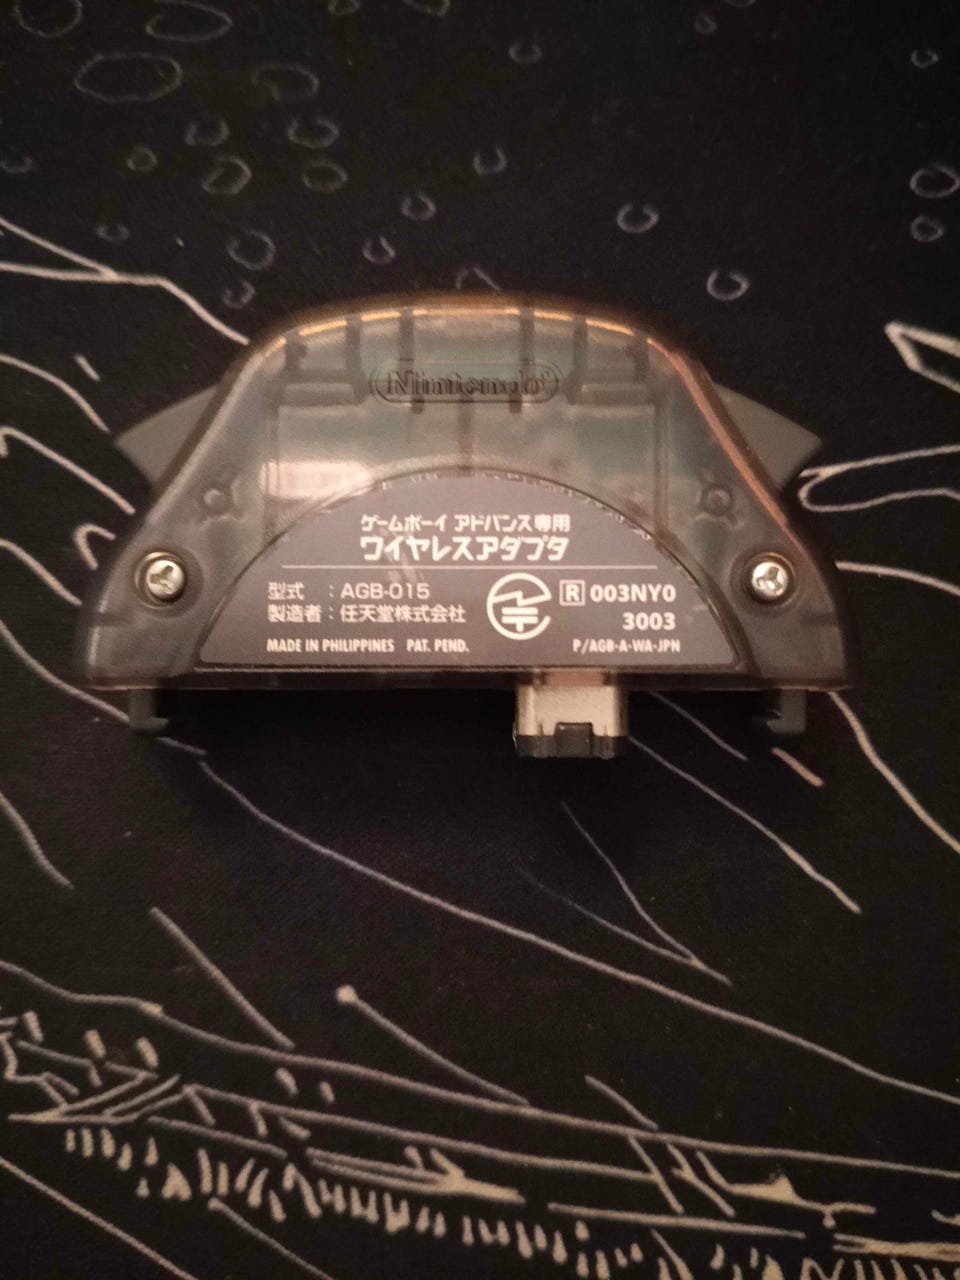 Nintendo®
ゲームボーイ アドバンス専用
ワイヤレスアダプタ
型式 : AGB-015
製造者 : 任天堂株式会社
R 003NY0
3003
MADE IN PHILIPPINES PAT. PEND.
P/AGB-A-WA-JPN